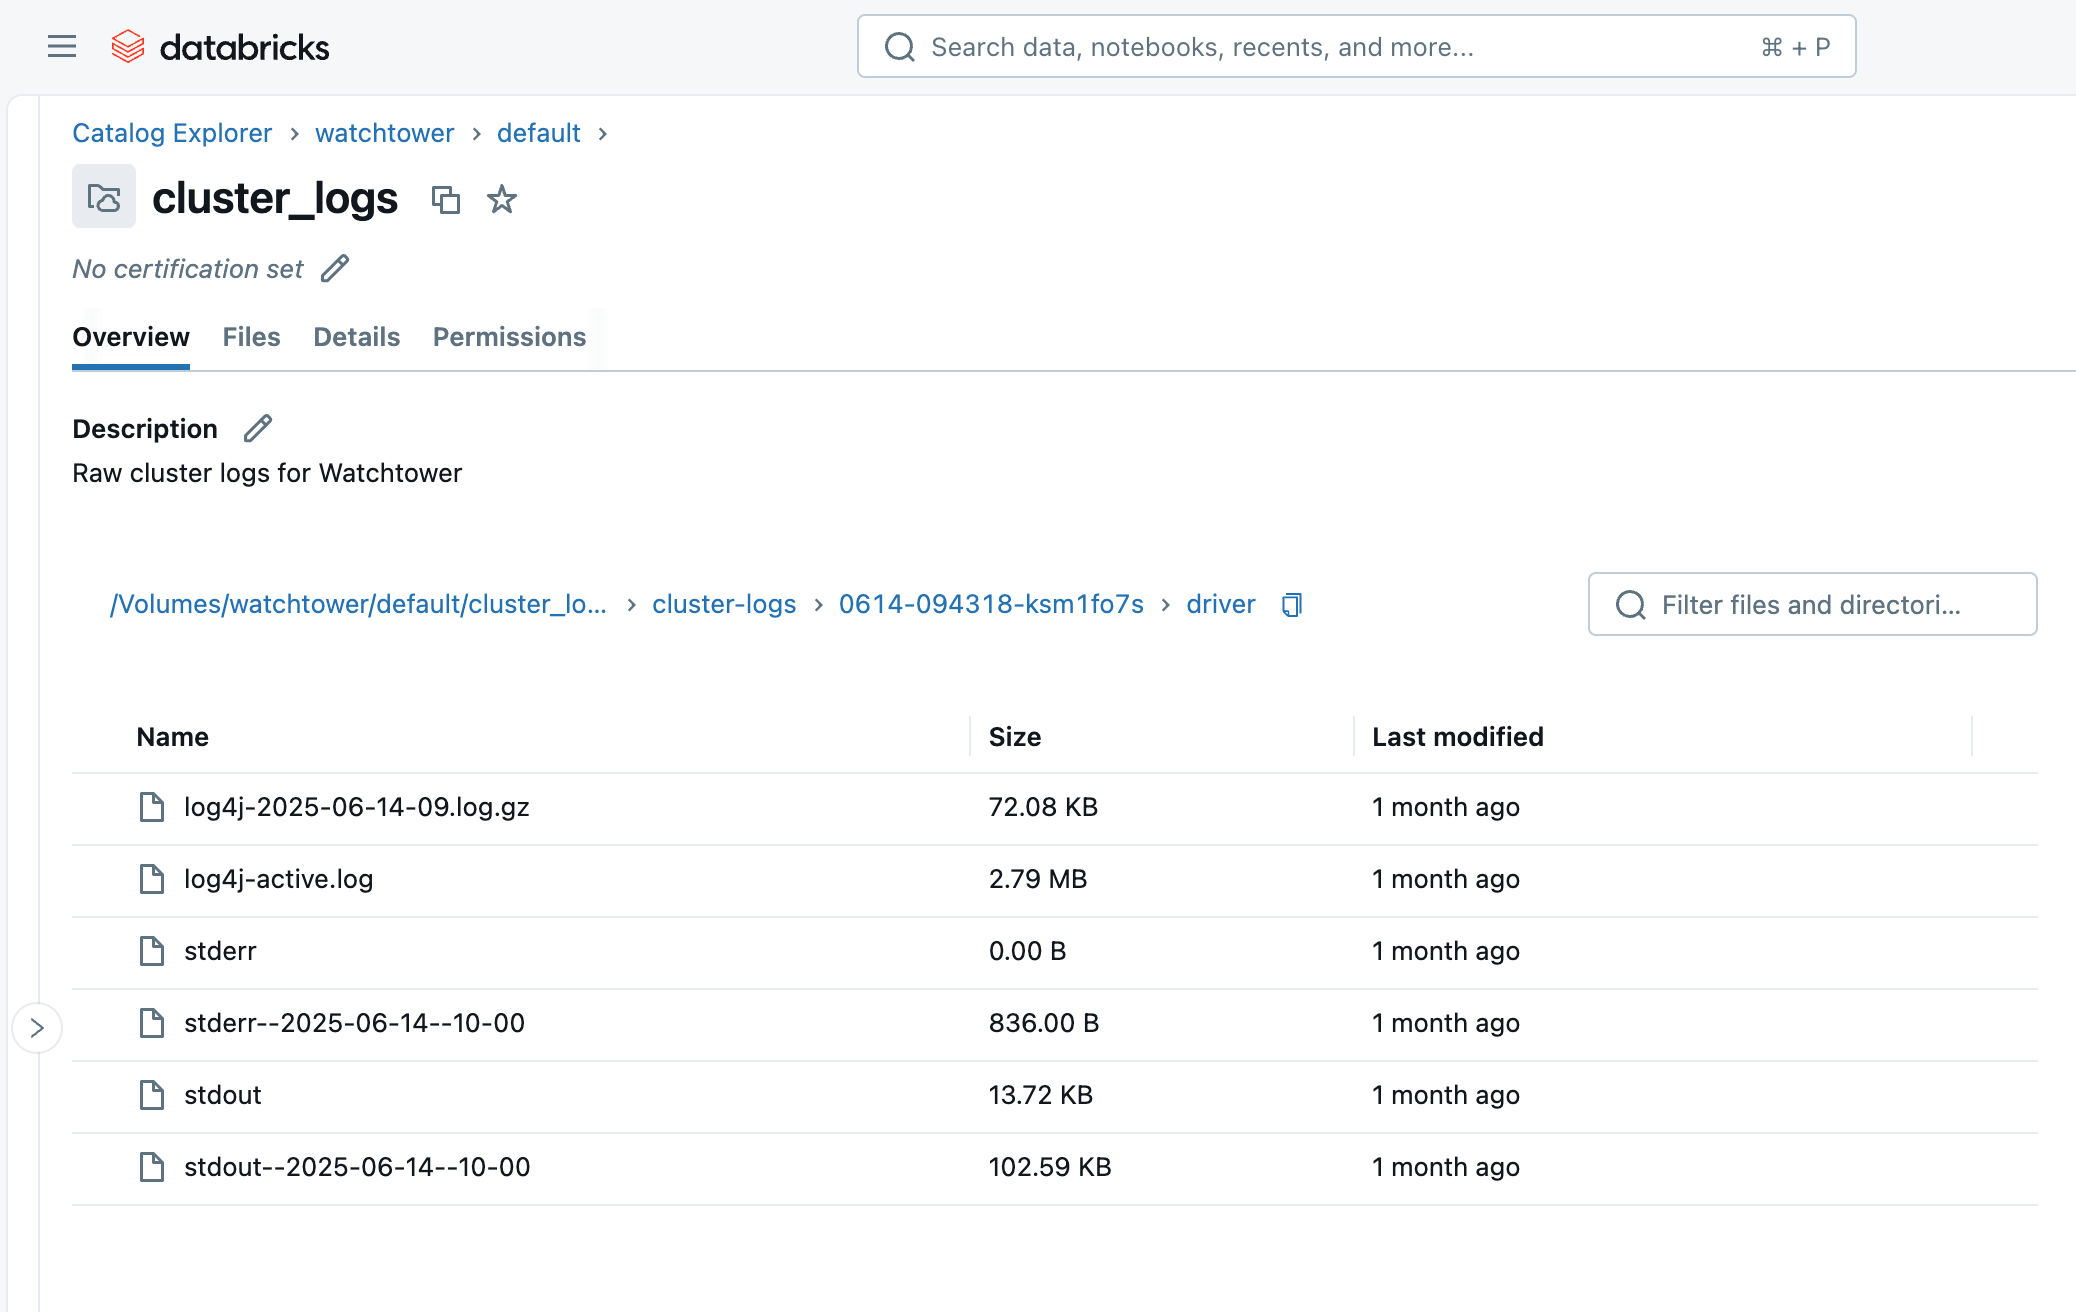 databricks
Search data, notebooks, recents, and more... ⌘ + P
Catalog Explorer > watchtower > default >
cluster_logs
No certification set
Overview Files Details Permissions
Description
Raw cluster logs for Watchtower
/Volumes/watchtower/default/cluster_lo... > cluster-logs > 0614-094318-ksm1fo7s > driver
Filter files and directori...
Name Size Last modified
log4j-2025-06-14-09.log.gz 72.08 KB 1 month ago
log4j-active.log 2.79 MB 1 month ago
stderr 0.00 B 1 month ago
stderr--2025-06-14--10-00 836.00 B 1 month ago
stdout 13.72 KB 1 month ago
stdout--2025-06-14--10-00 102.59 KB 1 month ago